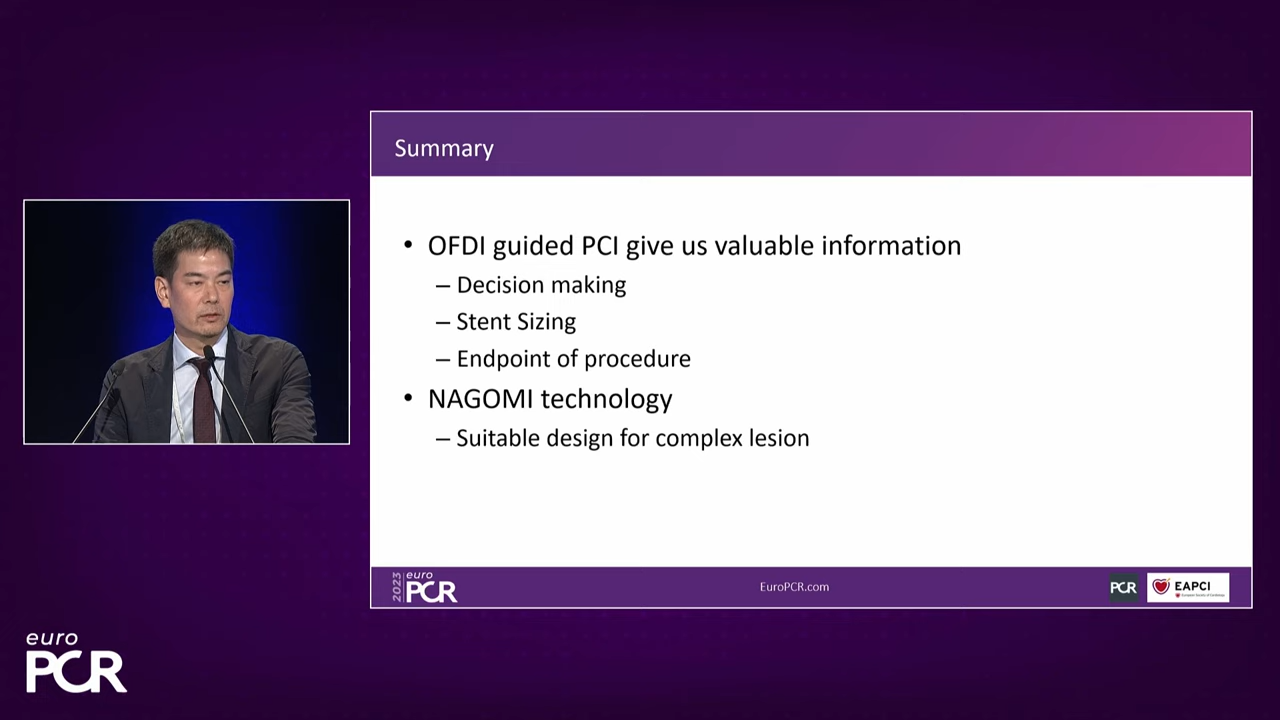 Summary
• OFDI guided PCI give us valuable information
– Decision making
– Stent Sizing
– Endpoint of procedure
• NAGOMI technology
– Suitable design for complex lesion
2023 euro PCR
EuroPCR.com
PCR
EAPCI
euro
PCR